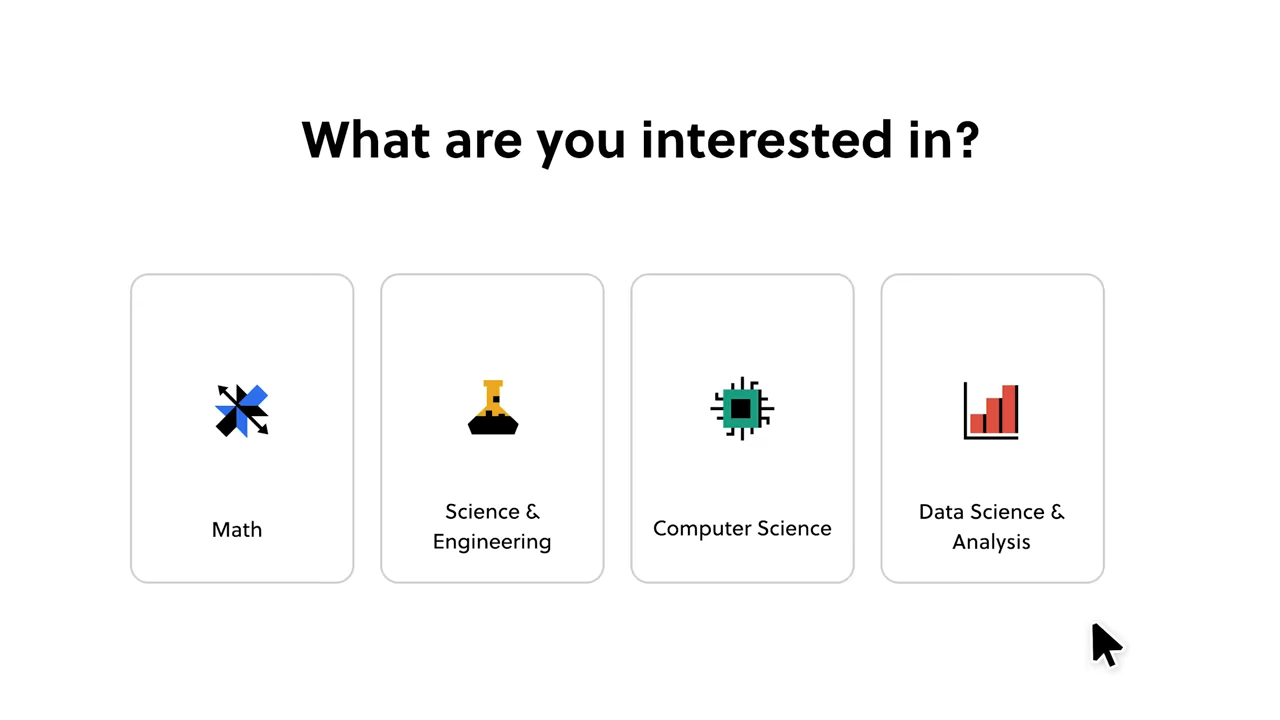 What are you interested in?
Math
Science &
Engineering
Computer Science
Data Science &
Analysis